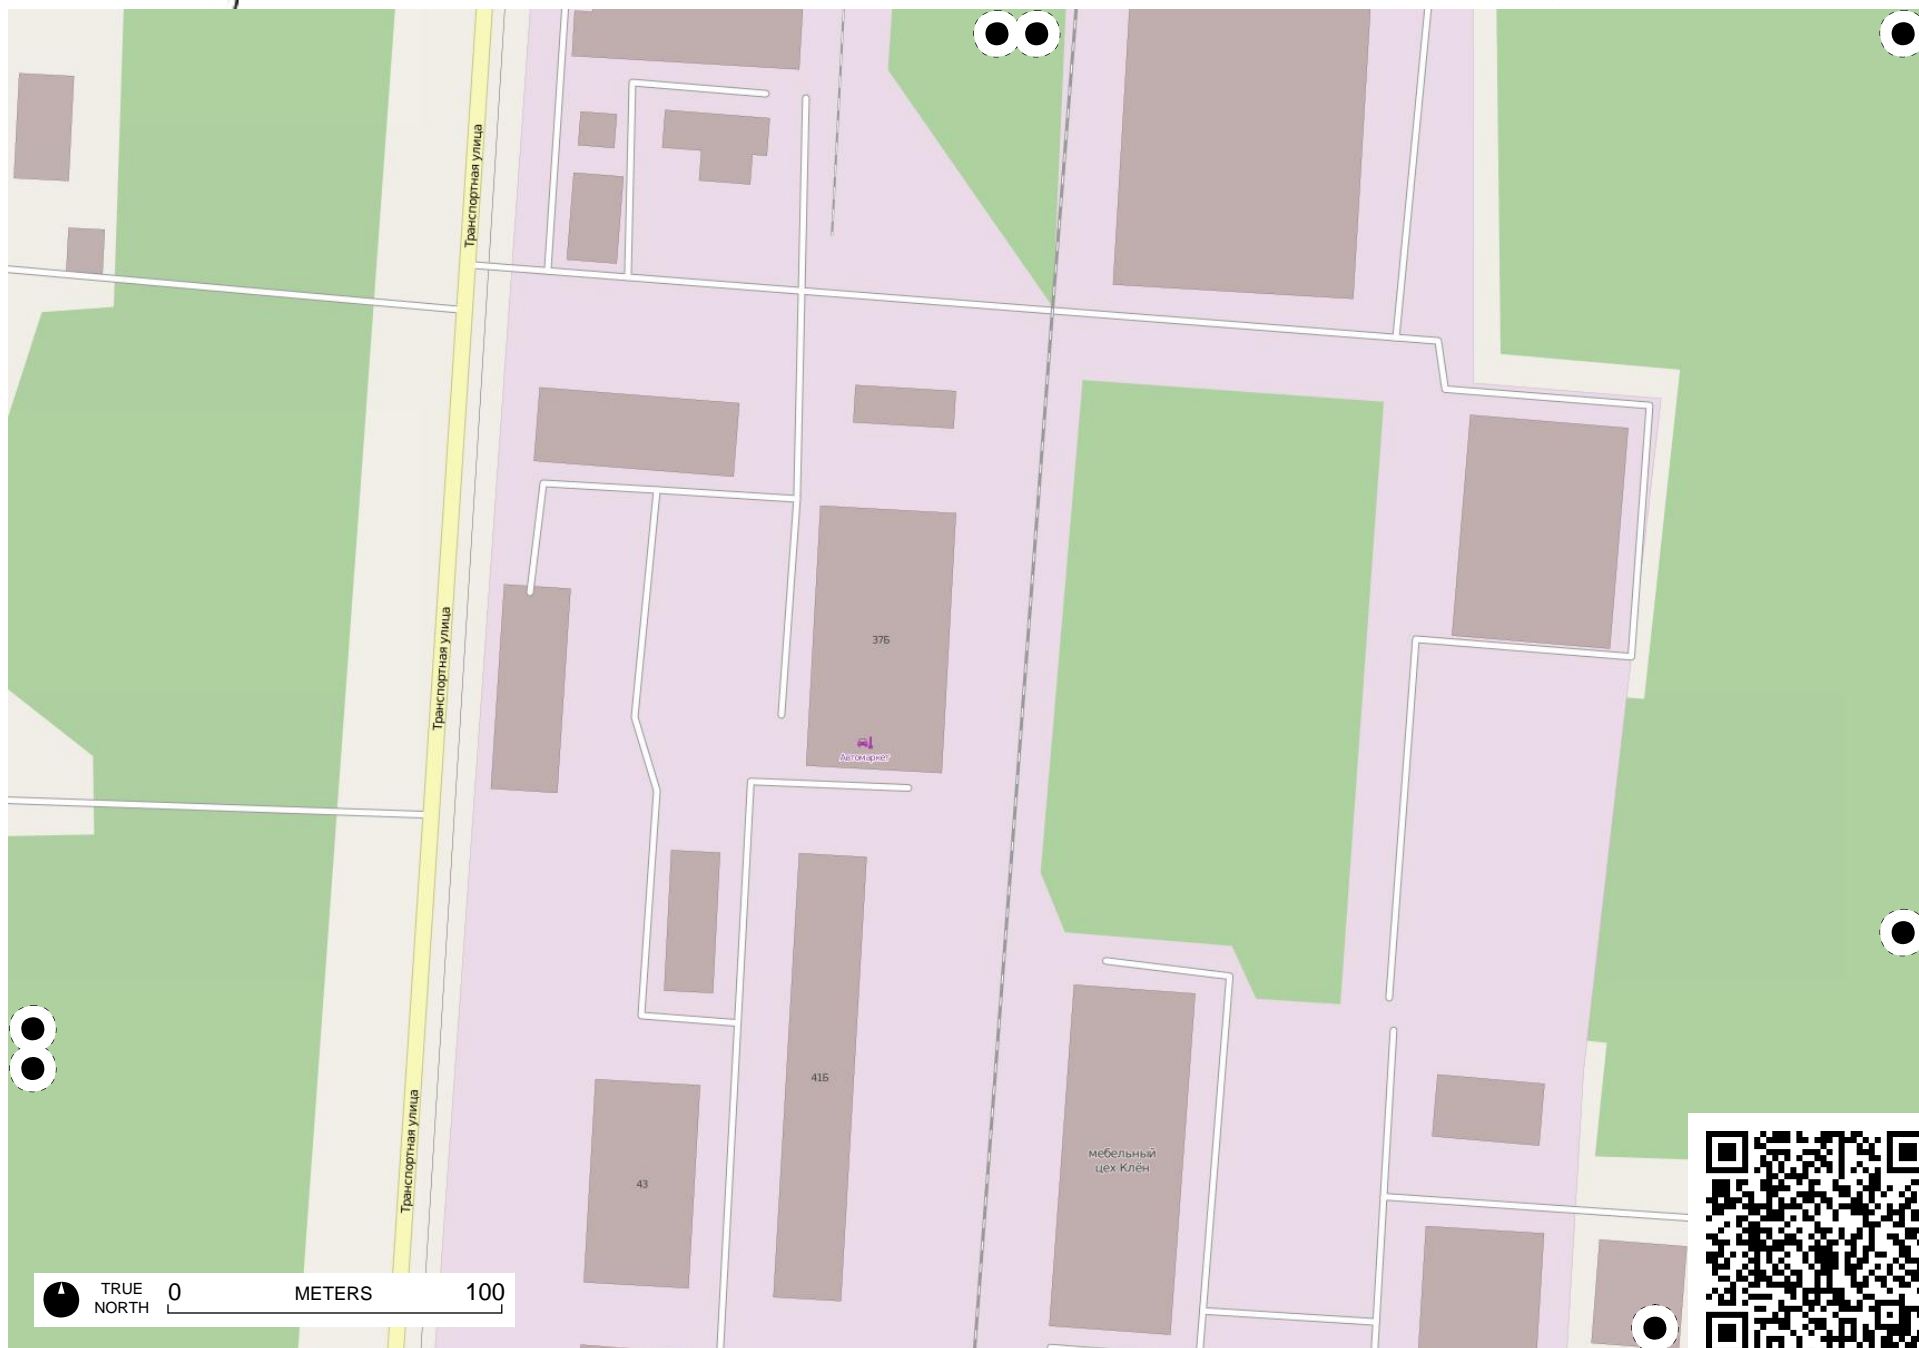 Транспортная улица
Транспортная улица
37Б
Автомаркет
41Б
Транспортная улица
мебельный
цех Клён
43
TRUE
NORTH
0 METERS 100